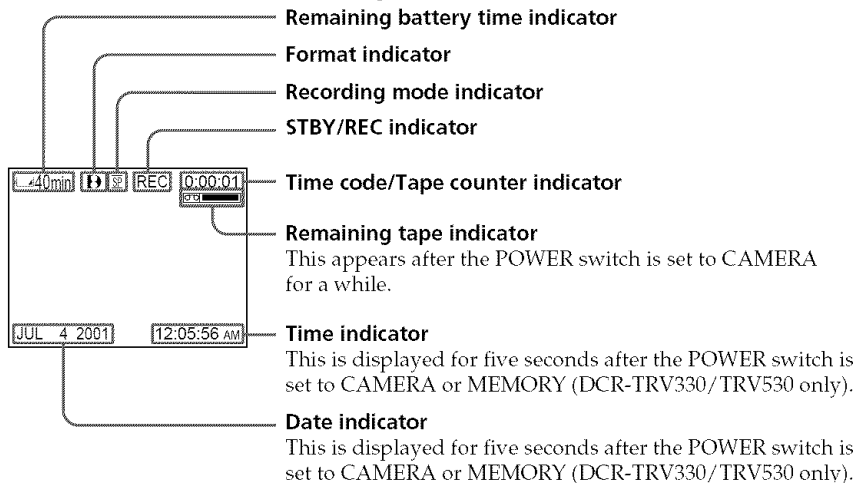 Remaining battery time indicator
Format indicator
Recording mode indicator
STBY/REC indicator
40min SP REC 0:00:01
Time code/Tape counter indicator
Remaining tape indicator
This appears after the POWER switch is set to CAMERA
for a while.
JUL 4 2001 12:05:56 AM
Time indicator
This is displayed for five seconds after the POWER switch is
set to CAMERA or MEMORY (DCR-TRV330/TRV530 only).
Date indicator
This is displayed for five seconds after the POWER switch is
set to CAMERA or MEMORY (DCR-TRV330/TRV530 only).